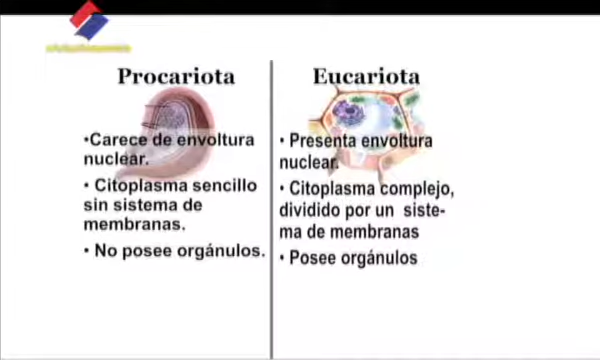 Procariota
•Carece de envoltura
nuclear.
• Citoplasma sencillo
sin sistema de
membranas.
• No posee orgánulos.
Eucariota
• Presenta envoltura
nuclear.
• Citoplasma complejo,
dividido por un siste-
ma de membranas
• Posee orgánulos